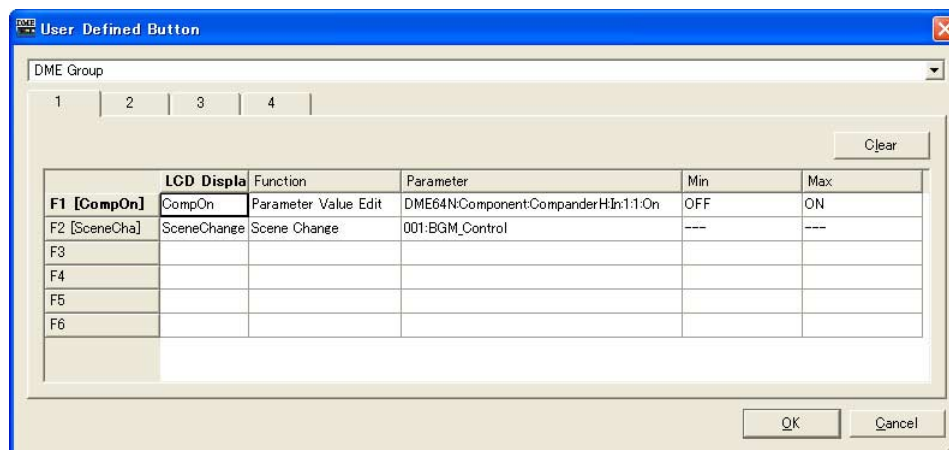 DME User Defined Button
DME Group
1 2 3 4
Clear
LCD Displa Function Parameter Min Max
F1 [CompOn] CompOn Parameter Value Edit DME64N:Component:CompanderH:In:1:1:On OFF ON
F2 [SceneCha] SceneChange Scene Change 001:BGM_Control --- ---
F3
F4
F5
F6
OK Cancel